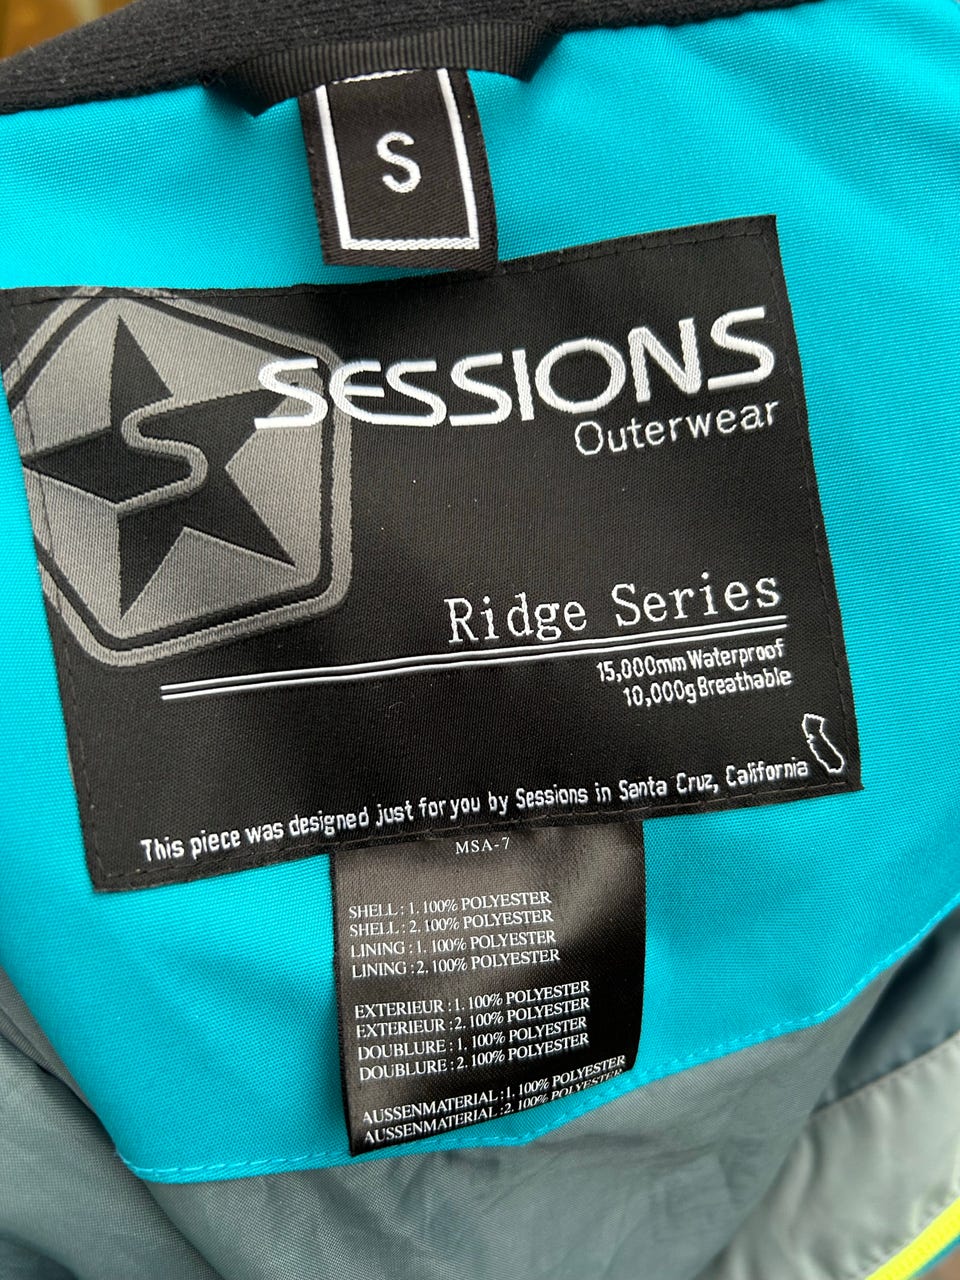 S
SESSIONS
Outerwear
Ridge Series
15,000mm Waterproof
10,000g Breathable
This piece was designed just for you by Sessions in Santa Cruz, California
MSA-7
SHELL : 1. 100% POLYESTER
SHELL : 2. 100% POLYESTER
LINING : 1. 100% POLYESTER
LINING : 2. 100% POLYESTER
EXTERIEUR : 1. 100% POLYESTER
EXTERIEUR : 2. 100% POLYESTER
DOUBLURE : 1. 100% POLYESTER
DOUBLURE : 2. 100% POLYESTER
AUSSENMATERIAL : 1. 100% POLYESTER
AUSSENMATERIAL : 2. 100% POLYESTER